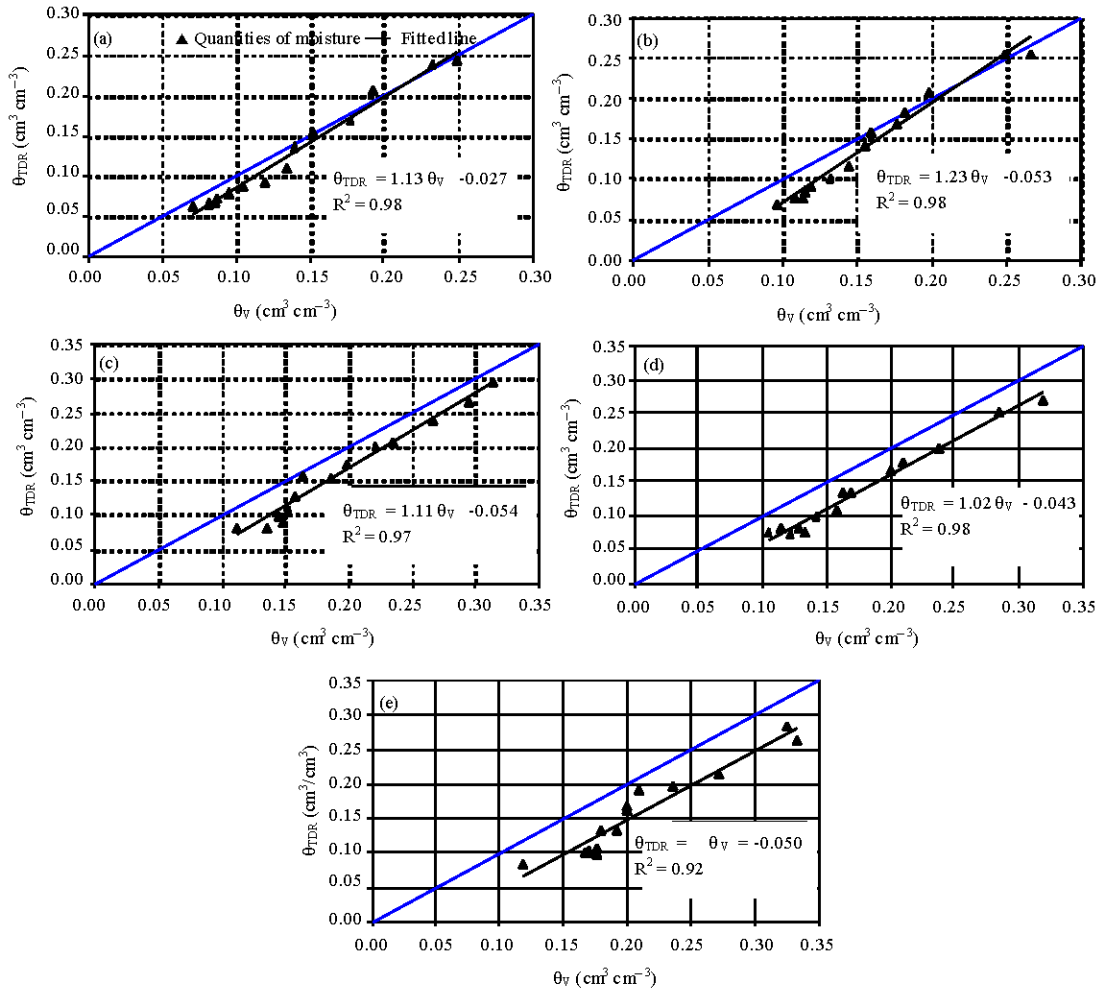 (a)
▲ Quantities of moisture — Fitted line
θTDR (cm³ cm⁻³)
0.30
0.25
0.20
0.15
0.10
0.05
0.00
θTDR = 1.13 θV -0.027
R² = 0.98
0.00 0.05 0.10 0.15 0.20 0.25 0.30
θV (cm³ cm⁻³)
(b)
θTDR (cm³ cm⁻³)
0.30
0.25
0.20
0.15
0.10
0.05
0.00
θTDR = 1.23 θV -0.053
R² = 0.98
0.00 0.05 0.10 0.15 0.20 0.25 0.30
θV (cm³ cm⁻³)
(c)
θTDR (cm³ cm⁻³)
0.35
0.30
0.25
0.20
0.15
0.10
0.05
0.00
θTDR = 1.11 θV -0.054
R² = 0.97
0.00 0.05 0.10 0.15 0.20 0.25 0.30 0.35
θV (cm³ cm⁻³)
(d)
θTDR (cm³ cm⁻³)
0.35
0.30
0.25
0.20
0.15
0.10
0.05
0.00
θTDR = 1.02 θV -0.043
R² = 0.98
0.00 0.05 0.10 0.15 0.20 0.25 0.30 0.35
θV (cm³ cm⁻³)
(e)
θTDR (cm³/cm³)
0.35
0.30
0.25
0.20
0.15
0.10
0.05
0.00
θTDR = θV = -0.050
R² = 0.92
0.00 0.05 0.10 0.15 0.20 0.25 0.30 0.35
θV (cm³ cm⁻³)